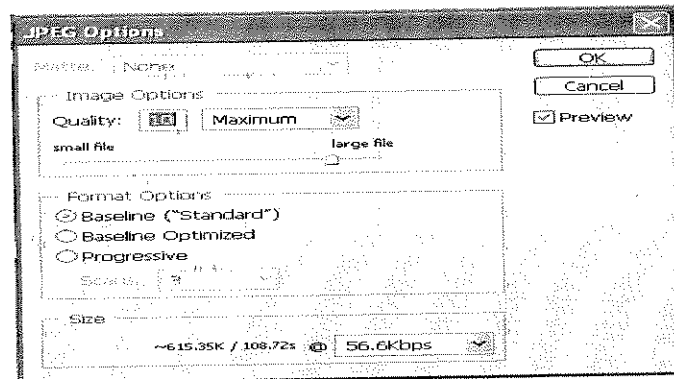 JPEG Options
Matte: None
OK
Cancel
Preview
Image Options
Quality: Maximum
small file large file
Format Options
Baseline ("Standard")
Baseline Optimized
Progressive
Scans:
Size
~615.35K / 108.72s @ 56.6Kbps